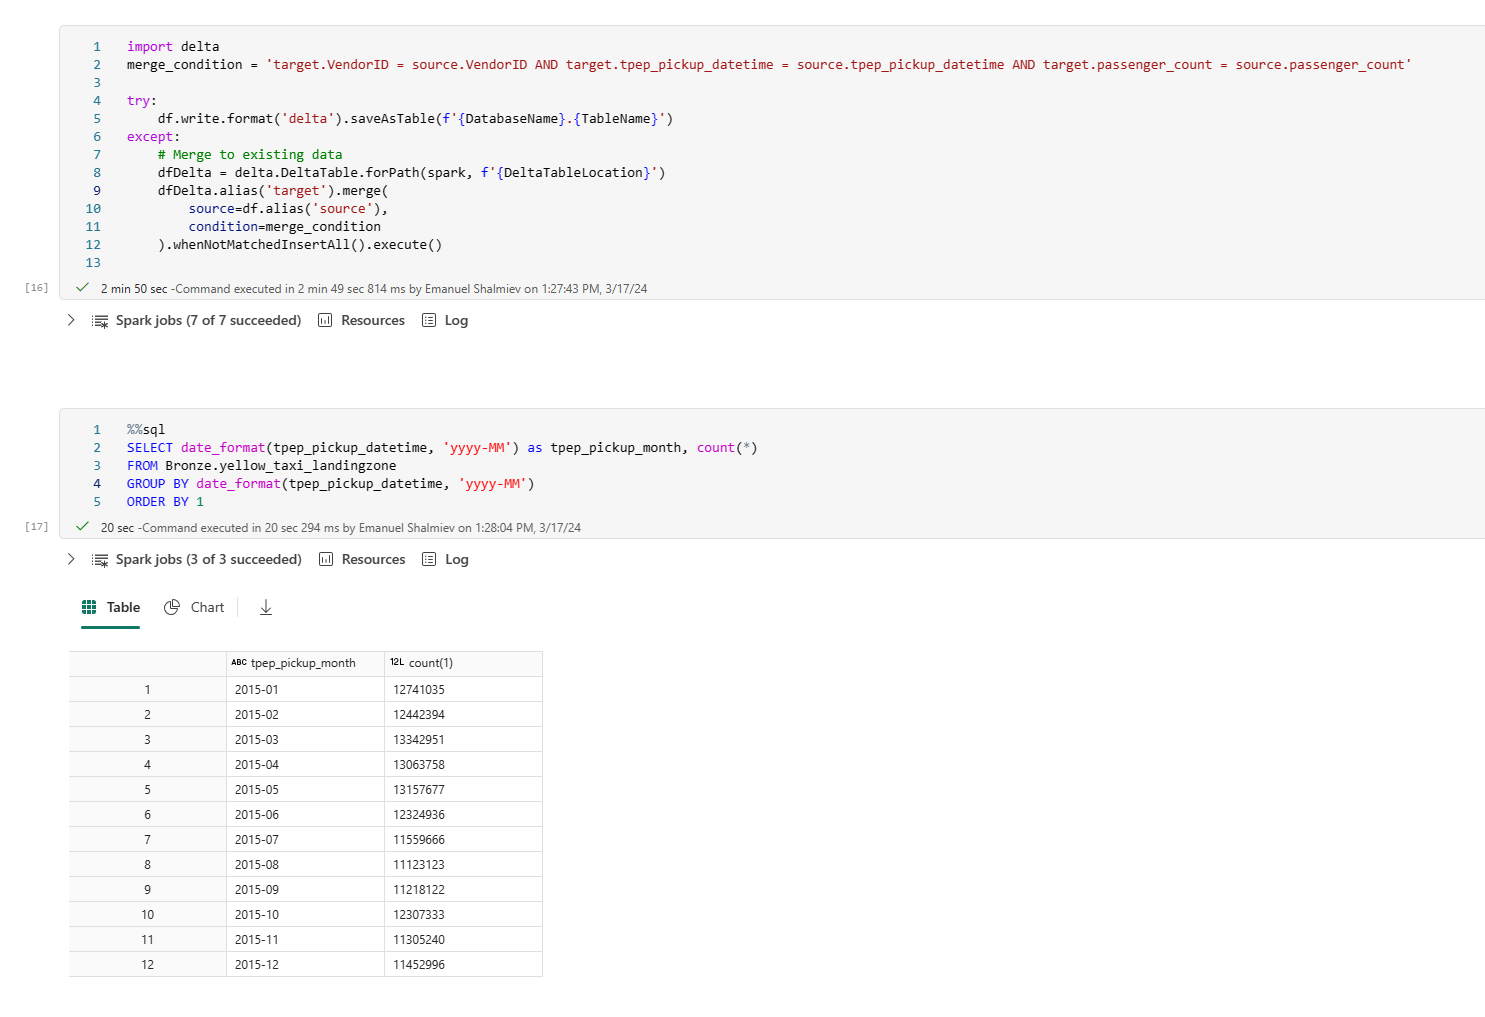 1 import delta
2 merge_condition = 'target.VendorID = source.VendorID AND target.tpep_pickup_datetime = source.tpep_pickup_datetime AND target.passenger_count = source.passenger_count'
3
4 try:
5     df.write.format('delta').saveAsTable(f'{DatabaseName}.{TableName}')
6 except:
7     # Merge to existing data
8     dfDelta = delta.DeltaTable.forPath(spark, f'{DeltaTableLocation}')
9     dfDelta.alias('target').merge(
10         source=df.alias('source'),
11         condition=merge_condition
12     ).whenNotMatchedInsertAll().execute()
13
[16] 2 min 50 sec -Command executed in 2 min 49 sec 814 ms by Emanuel Shalmiev on 1:27:43 PM, 3/17/24
Spark jobs (7 of 7 succeeded) Resources Log
1 %%sql
2 SELECT date_format(tpep_pickup_datetime, 'yyyy-MM') as tpep_pickup_month, count(*)
3 FROM Bronze.yellow_taxi_landingzone
4 GROUP BY date_format(tpep_pickup_datetime, 'yyyy-MM')
5 ORDER BY 1
[17] 20 sec -Command executed in 20 sec 294 ms by Emanuel Shalmiev on 1:28:04 PM, 3/17/24
Spark jobs (3 of 3 succeeded) Resources Log
Table Chart
ABC tpep_pickup_month 12L count(1)
1 2015-01 12741035
2 2015-02 12442394
3 2015-03 13342951
4 2015-04 13063758
5 2015-05 13157677
6 2015-06 12324936
7 2015-07 11559666
8 2015-08 11123123
9 2015-09 11218122
10 2015-10 12307333
11 2015-11 11305240
12 2015-12 11452996